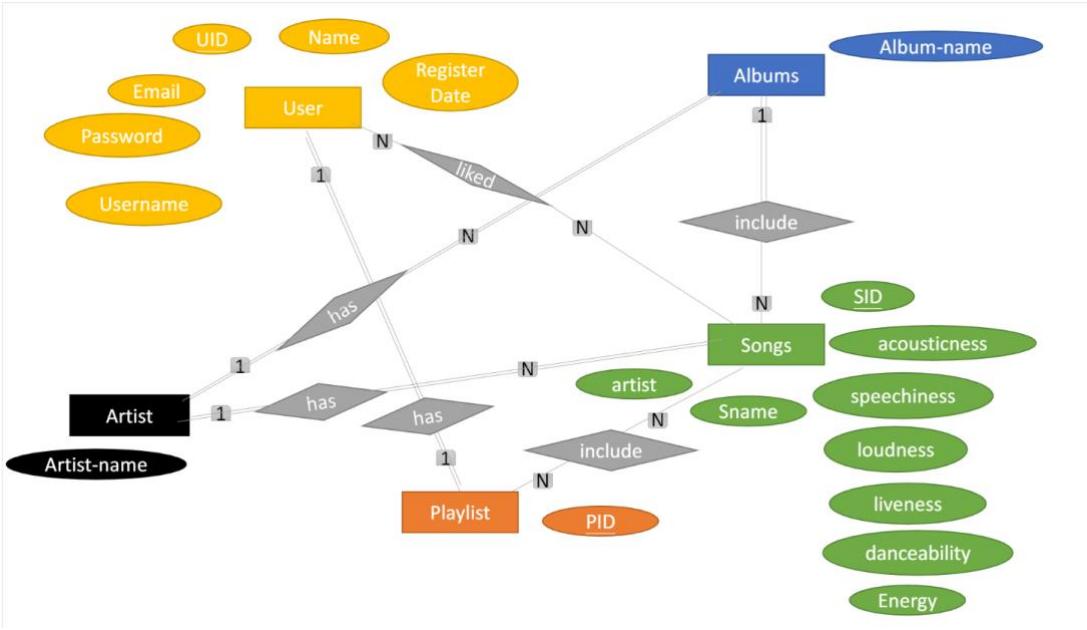 UID
Name
Album-name
Register
Date
Albums
Email
User
1
Password
N
liked
1
Username
include
N
N
has
N
SID
Songs
acousticness
1
N
artist
speechiness
has
Sname
1
Artist
has
N
loudness
include
Artist-name
1
N
liveness
Playlist
PID
danceability
Energy